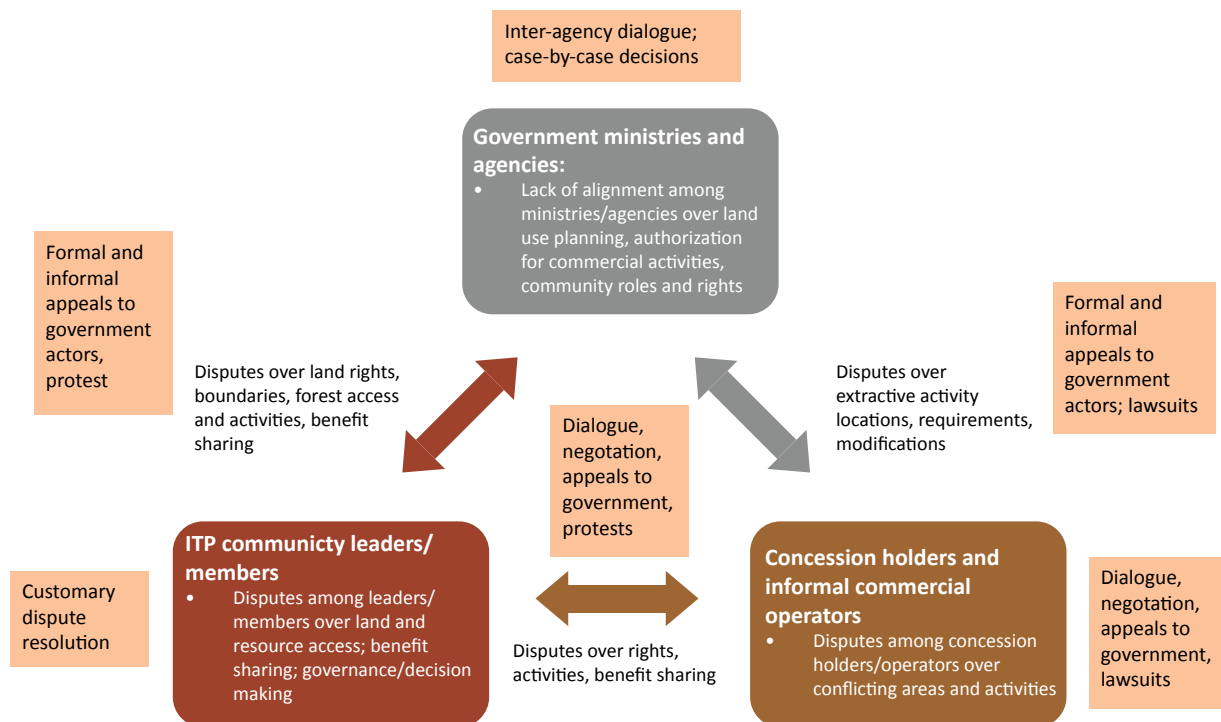 Inter-agency dialogue;
case-by-case decisions
Government ministries and
agencies:
• Lack of alignment among
ministries/agencies over land
use planning, authorization
for commercial activities,
community roles and rights
Formal and
informal
appeals to
government
actors,
protest
Disputes over land rights,
boundaries, forest access
and activities, benefit
sharing
Dialogue,
negotation,
appeals to
government,
protests
Disputes over
extractive activity
locations, requirements,
modifications
Formal and
informal
appeals to
government
actors; lawsuits
Customary
dispute
resolution
ITP communicty leaders/
members
• Disputes among leaders/
members over land and
resource access; benefit
sharing; governance/decision
making
Disputes over rights,
activities, benefit sharing
Concession holders and
informal commercial
operators
• Disputes among concession
holders/operators over
conflicting areas and activities
Dialogue,
negotation,
appeals to
government,
lawsuits